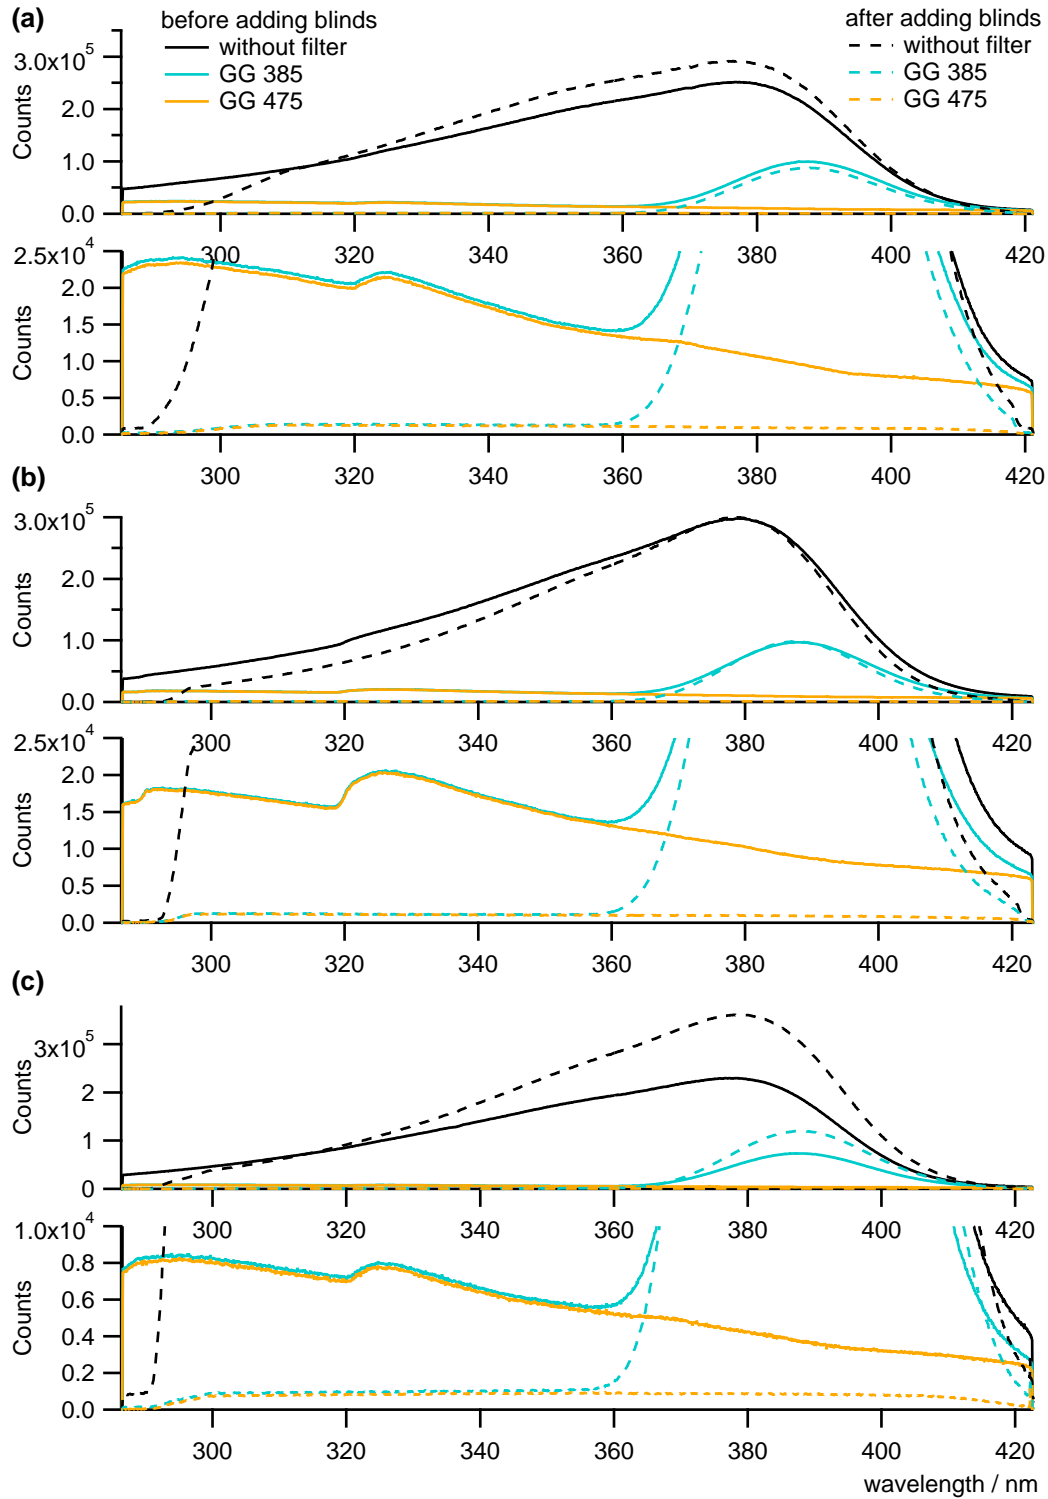 (a)
before adding blinds
without filter
GG 385
GG 475
after adding blinds
without filter
GG 385
GG 475
Counts
3.0x10^5
2.0
1.0
0.0
300 320 340 360 380 400 420
Counts
2.5x10^4
2.0
1.5
1.0
0.5
0.0
300 320 340 360 380 400 420
(b)
Counts
3.0x10^5
2.0
1.0
0.0
300 320 340 360 380 400 420
Counts
2.5x10^4
2.0
1.5
1.0
0.5
0.0
300 320 340 360 380 400 420
(c)
Counts
3x10^5
2
1
0
300 320 340 360 380 400 420
Counts
1.0x10^4
0.8
0.6
0.4
0.2
0.0
300 320 340 360 380 400 420
wavelength / nm